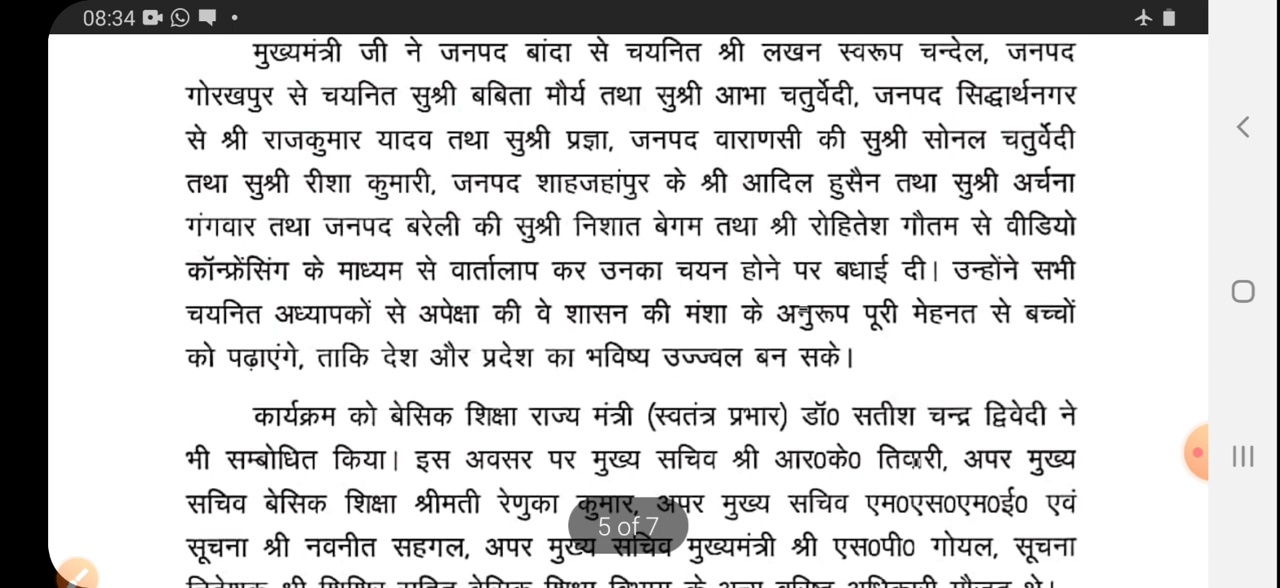 08:34
मुख्यमंत्री जी ने जनपद बांदा से चयनित श्री लखन स्वरूप चन्देल, जनपद
गोरखपुर से चयनित सुश्री बबिता मौर्य तथा सुश्री आभा चतुर्वेदी, जनपद सिद्धार्थनगर
से श्री राजकुमार यादव तथा सुश्री प्रज्ञा, जनपद वाराणसी की सुश्री सोनल चतुर्वेदी
तथा सुश्री रीशा कुमारी, जनपद शाहजहांपुर के श्री आदिल हुसैन तथा सुश्री अर्चना
गंगवार तथा जनपद बरेली की सुश्री निशात बेगम तथा श्री रोहितेश गौतम से वीडियो
कॉन्फ्रेंसिंग के माध्यम से वार्तालाप कर उनका चयन होने पर बधाई दी। उन्होंने सभी
चयनित अध्यापकों से अपेक्षा की वे शासन की मंशा के अनुरूप पूरी मेहनत से बच्चों
को पढ़ाएंगे, ताकि देश और प्रदेश का भविष्य उज्ज्वल बन सके।
कार्यक्रम को बेसिक शिक्षा राज्य मंत्री (स्वतंत्र प्रभार) डॉ0 सतीश चन्द्र द्विवेदी ने
भी सम्बोधित किया। इस अवसर पर मुख्य सचिव श्री आर0के0 तिवारी, अपर मुख्य
सचिव बेसिक शिक्षा श्रीमती रेणुका कुमार, अपर मुख्य सचिव एम0एस0एम0ई0 एवं
5 of 7
सूचना श्री नवनीत सहगल, अपर मुख्य सचिव मुख्यमंत्री श्री एस0पी0 गोयल, सूचना